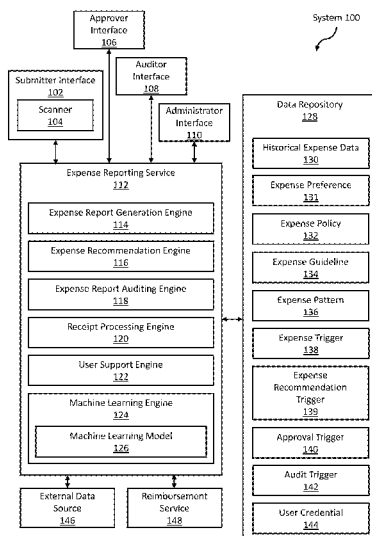 System 100
Approver
Interface
106
Auditor
Interface
108
Submitter Interface
102
Scanner
104
Administrator
Interface
110
Expense Reporting Service
112
Expense Report Generation Engine
114
Expense Recommendation Engine
116
Expense Report Auditing Engine
118
Receipt Processing Engine
120
User Support Engine
122
Machine Learning Engine
124
Machine Learning Model
126
External Data
Source
146
Reimbursement
Service
148
Data Repository
128
Historical Expense Data
130
Expense Preference
131
Expense Policy
132
Expense Guideline
134
Expense Pattern
136
Expense Trigger
138
Expense
Recommendation
Trigger
139
Approval Trigger
140
Audit Trigger
142
User Credential
144